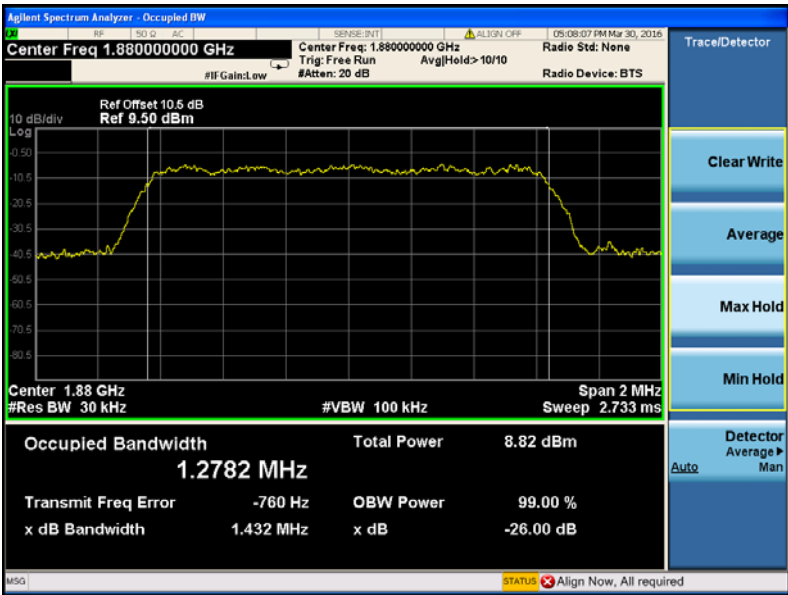 Agilent Spectrum Analyzer - Occupied BW
LXI RF 50 Ω AC SENSE:INT ALIGN OFF 05:08:07 PM Mar 30, 2016
Center Freq 1.880000000 GHz
Center Freq: 1.880000000 GHz
Radio Std: None
Trig: Free Run Avg|Hold:> 10/10
#IFGain:Low #Atten: 20 dB Radio Device: BTS
Trace/Detector
Ref Offset 10.5 dB
10 dB/div Ref 9.50 dBm
Log
-0.50
-10.5
-20.5
-30.5
-40.5
-50.5
-60.5
-70.5
-80.5
Center 1.88 GHz Span 2 MHz
#Res BW 30 kHz #VBW 100 kHz Sweep 2.733 ms
Occupied Bandwidth Total Power 8.82 dBm
1.2782 MHz
Transmit Freq Error -760 Hz OBW Power 99.00 %
x dB Bandwidth 1.432 MHz x dB -26.00 dB
Clear Write
Average
Max Hold
Min Hold
Detector
Average
Auto Man
MSG STATUS Align Now, All required